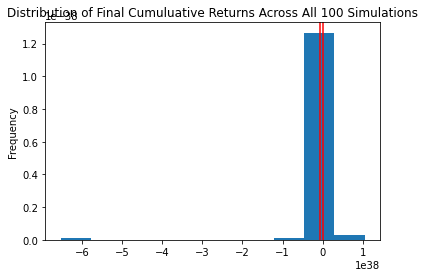 Distribution of Final Cumuluative Returns Across All 100 Simulations
1e-38
1.2
1.0
0.8
0.6
0.4
0.2
0.0
Frequency
-6 -5 -4 -3 -2 -1 0 1
1e38